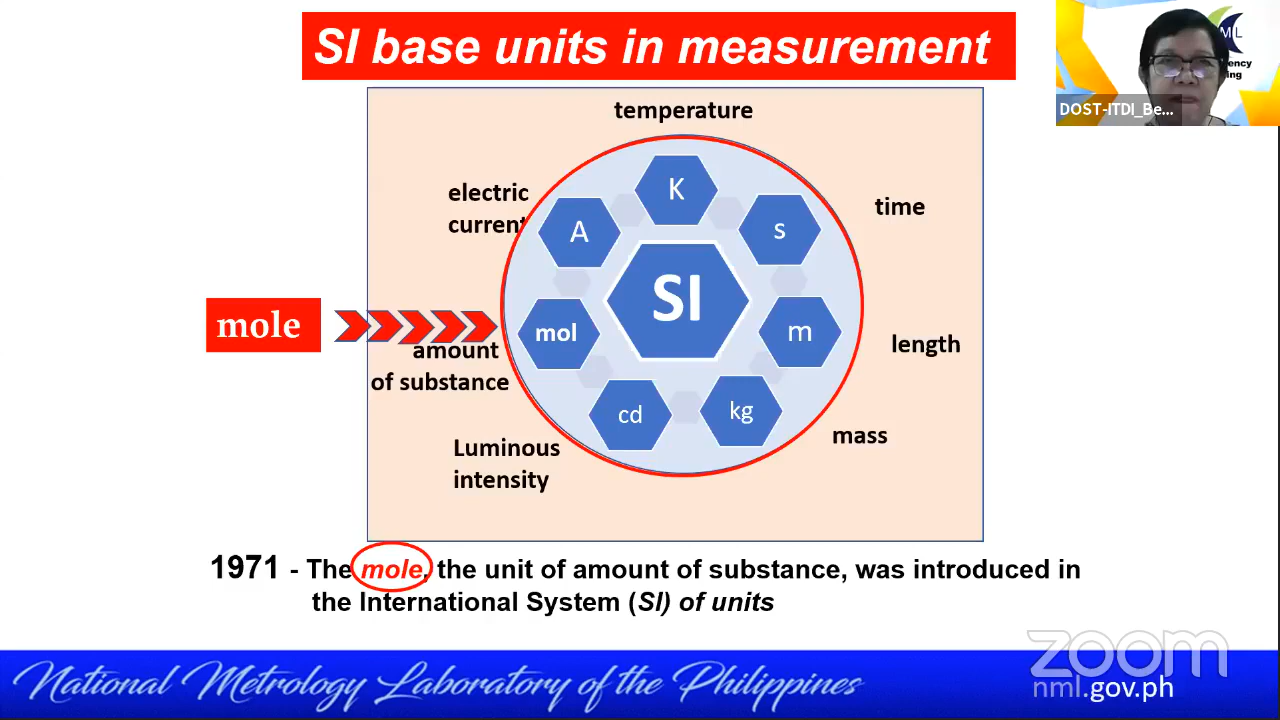 SI base units in measurement
temperature
electric
current
K
A
s
time
SI
mole
mol
m
amount
of substance
length
cd
kg
mass
Luminous
intensity
1971 - The mole, the unit of amount of substance, was introduced in
the International System (SI) of units
National Metrology Laboratory of the Philippines
zoom
nml.gov.ph
DOST-ITDI_Be...